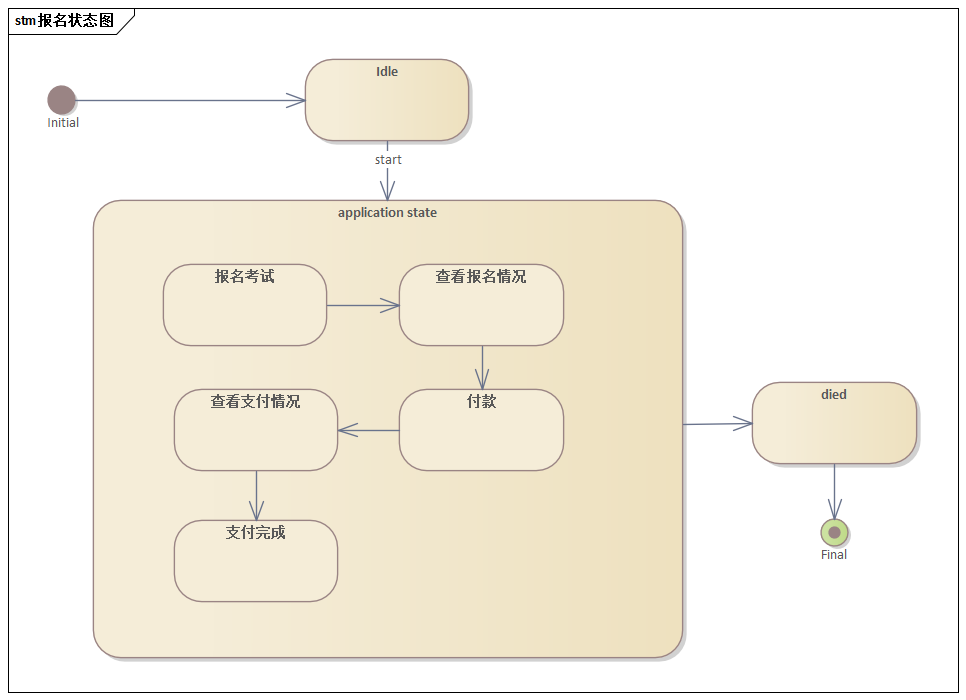 stm 报名状态图
Idle
Initial
start
application state
报名考试
查看报名情况
查看支付情况
付款
died
支付完成
Final